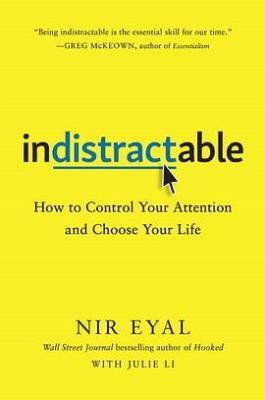 “Being indistractable is the essential skill for our time.”
—GREG McKEOWN, author of Essentialism
indistractable
How to Control Your Attention
and Choose Your Life
NIR EYAL
Wall Street Journal bestselling author of Hooked
WITH JULIE LI